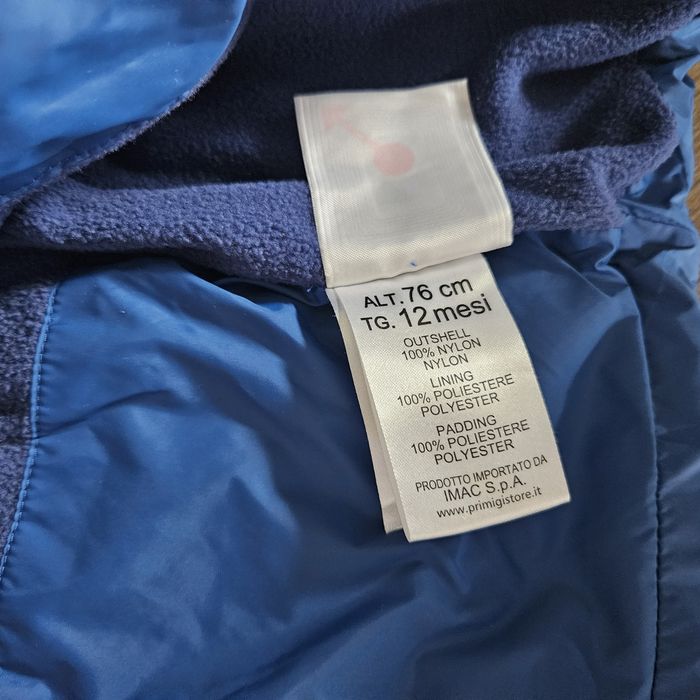 ALT. 76 cm
TG. 12 mesi
OUTSHELL
100% NYLON
NYLON
LINING
100% POLIESTERE
POLYESTER
PADDING
100% POLIESTERE
POLYESTER
PRODOTTO IMPORTATO DA
IMAC S.p.A.
www.primigistore.it